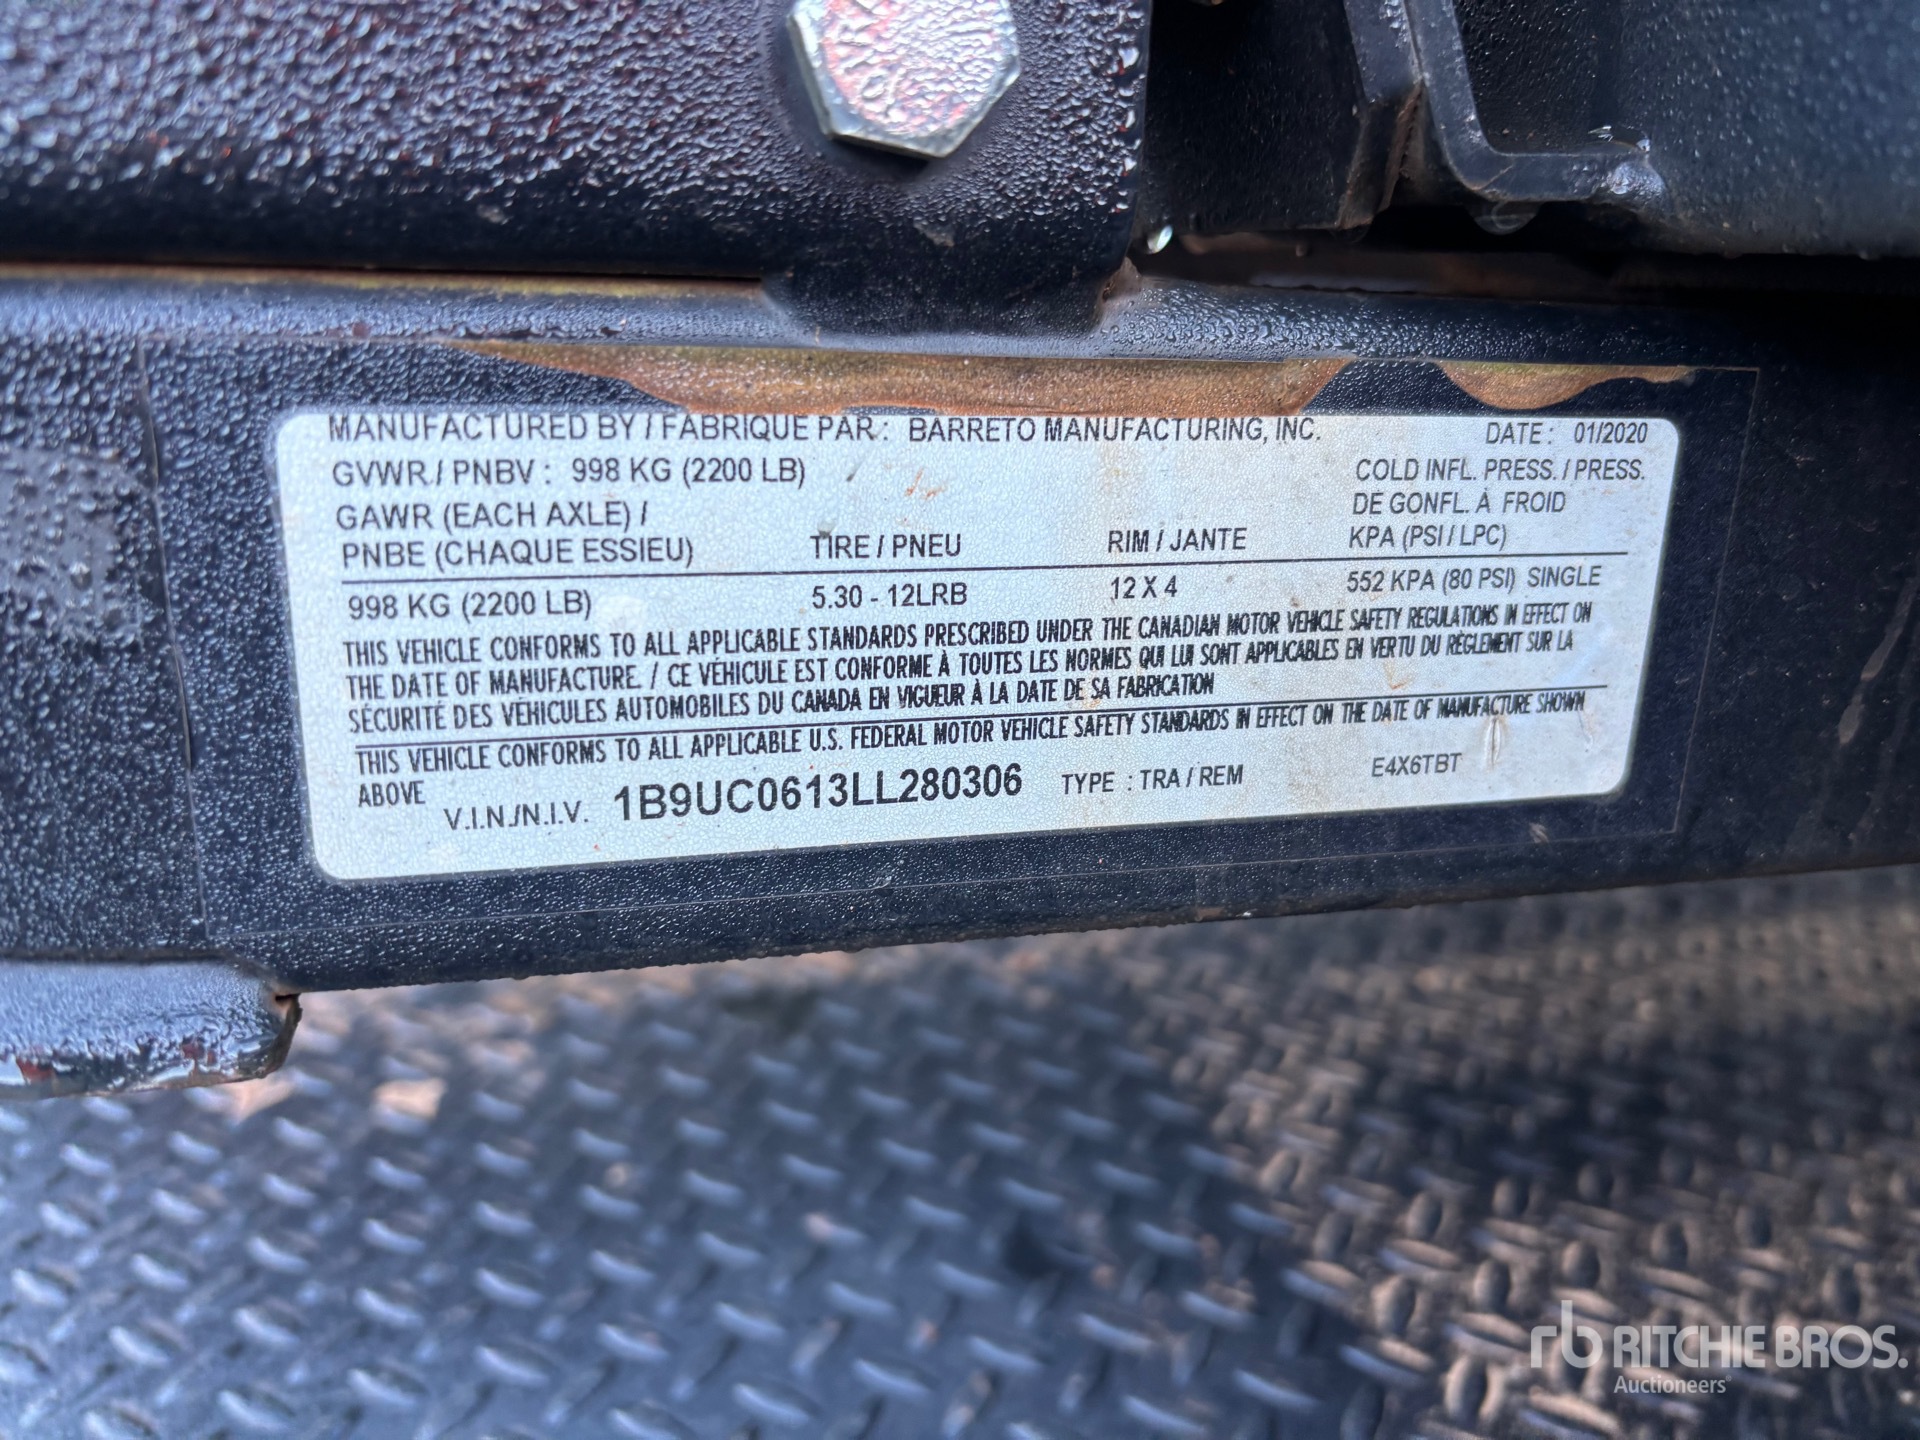 MANUFACTURED BY / FABRIQUE PAR : BARRETO MANUFACTURING, INC. DATE : 01/2020
GVWR / PNBV : 998 KG (2200 LB) COLD INFL. PRESS. / PRESS.
GAWR (EACH AXLE) / DE GONFL. À FROID
PNBE (CHAQUE ESSIEU) TIRE / PNEU RIM / JANTE KPA (PSI / LPC)
998 KG (2200 LB) 5.30 - 12LRB 12 X 4 552 KPA (80 PSI) SINGLE
THIS VEHICLE CONFORMS TO ALL APPLICABLE STANDARDS PRESCRIBED UNDER THE CANADIAN MOTOR VEHICLE SAFETY REGULATIONS IN EFFECT ON
THE DATE OF MANUFACTURE. / CE VÉHICULE EST CONFORME À TOUTES LES NORMES QUI LUI SONT APPLICABLES EN VERTU DU RÈGLEMENT SUR LA
SÉCURITÉ DES VÉHICULES AUTOMOBILES DU CANADA EN VIGUEUR À LA DATE DE SA FABRICATION
THIS VEHICLE CONFORMS TO ALL APPLICABLE U.S. FEDERAL MOTOR VEHICLE SAFETY STANDARDS IN EFFECT ON THE DATE OF MANUFACTURE SHOWN
ABOVE
V.I.N./N.I.V. 1B9UC0613LL280306 TYPE : TRA / REM E4X6TBT
rb RITCHIE BROS.
Auctioneers